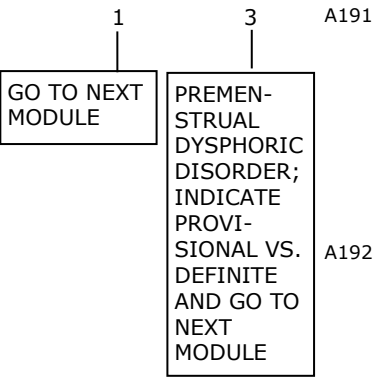 1 3 A191
GO TO NEXT
MODULE
PREMEN-
STRUAL
DYSPHORIC
DISORDER;
INDICATE
PROVI-
SIONAL VS.
DEFINITE
AND GO TO
NEXT
MODULE
A192